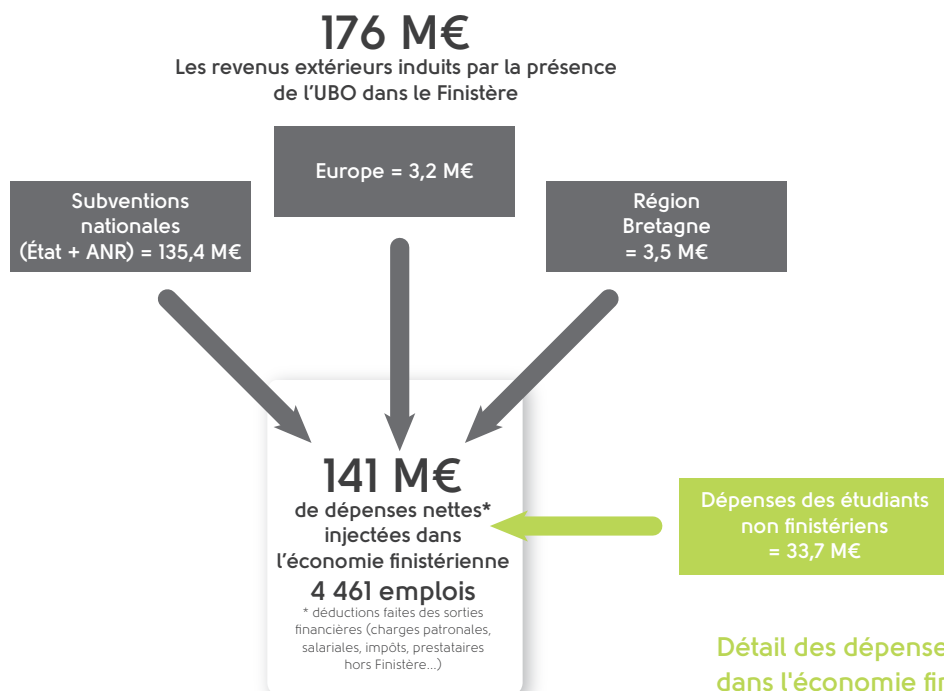 176 M€
Les revenus extérieurs induits par la présence
de l'UBO dans le Finistère
Europe = 3,2 M€
Subventions
nationales
(État + ANR) = 135,4 M€
Région
Bretagne
= 3,5 M€
141 M€
de dépenses nettes*
injectées dans
l'économie finistérienne
4 461 emplois
* déductions faites des sorties
financières (charges patronales,
salariales, impôts, prestataires
hors Finistère...)
Dépenses des étudiants
non finistériens
= 33,7 M€
Détail des dépense
dans l'économie fin